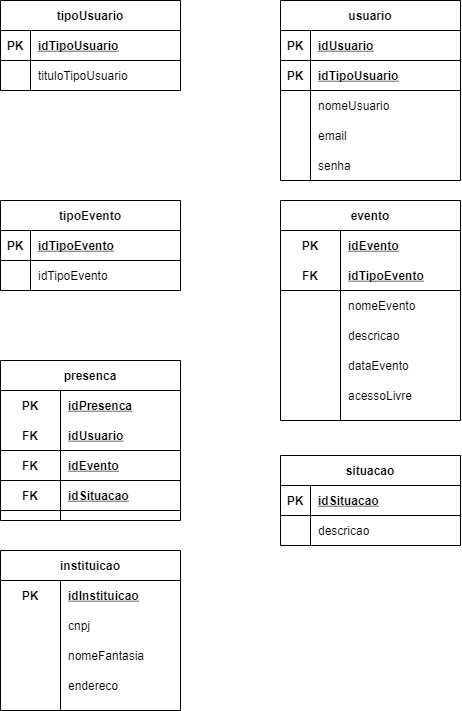 tipoUsuario
PK idTipoUsuario
tituloTipoUsuario
usuario
PK idUsuario
PK idTipoUsuario
nomeUsuario
email
senha
tipoEvento
PK idTipoEvento
idTipoEvento
evento
PK idEvento
FK idTipoEvento
nomeEvento
descricao
dataEvento
acessoLivre
presenca
PK idPresenca
FK idUsuario
FK idEvento
FK idSituacao
situacao
PK idSituacao
descricao
instituicao
PK idInstituicao
cnpj
nomeFantasia
endereco